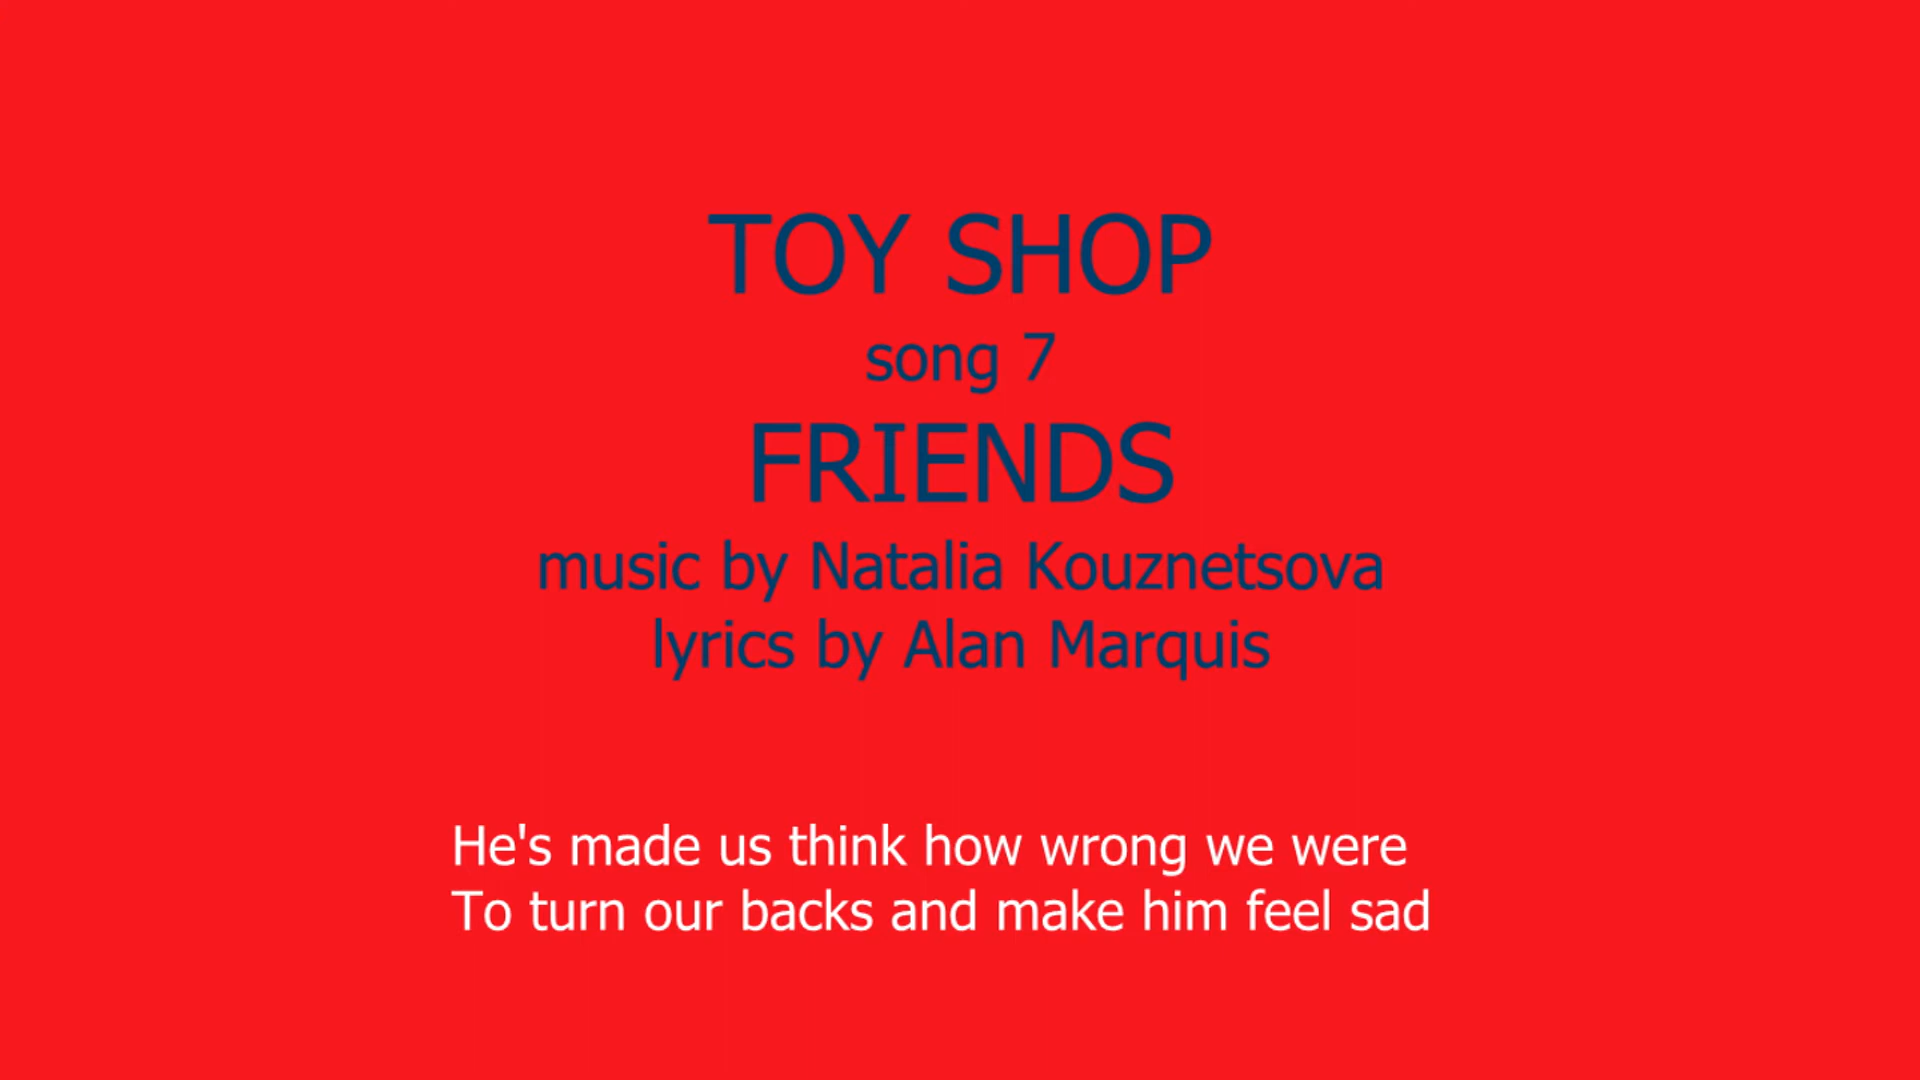 TOY SHOP
song 7
FRIENDS
music by Natalia Kouznetsova
lyrics by Alan Marquis
He's made us think how wrong we were
To turn our backs and make him feel sad